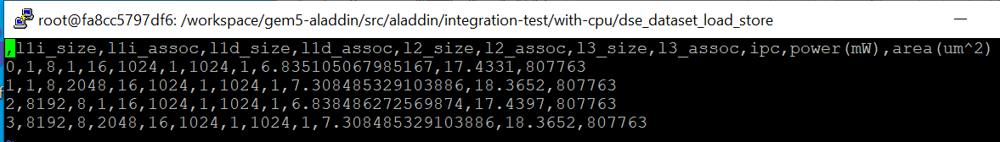 root@fa8cc5797df6: /workspace/gem5-aladdin/src/aladdin/integration-test/with-cpu/dse_dataset_load_store
,l1i_size,l1i_assoc,l1d_size,l1d_assoc,l2_size,l2_assoc,l3_size,l3_assoc,ipc,power(mW),area(um^2)
0,1,8,1,16,1024,1,1024,1,6.835105067985167,17.4331,807763
1,1,8,2048,16,1024,1,1024,1,7.308485329103886,18.3652,807763
2,8192,8,1,16,1024,1,1024,1,6.838486272569874,17.4397,807763
3,8192,8,2048,16,1024,1,1024,1,7.308485329103886,18.3652,807763